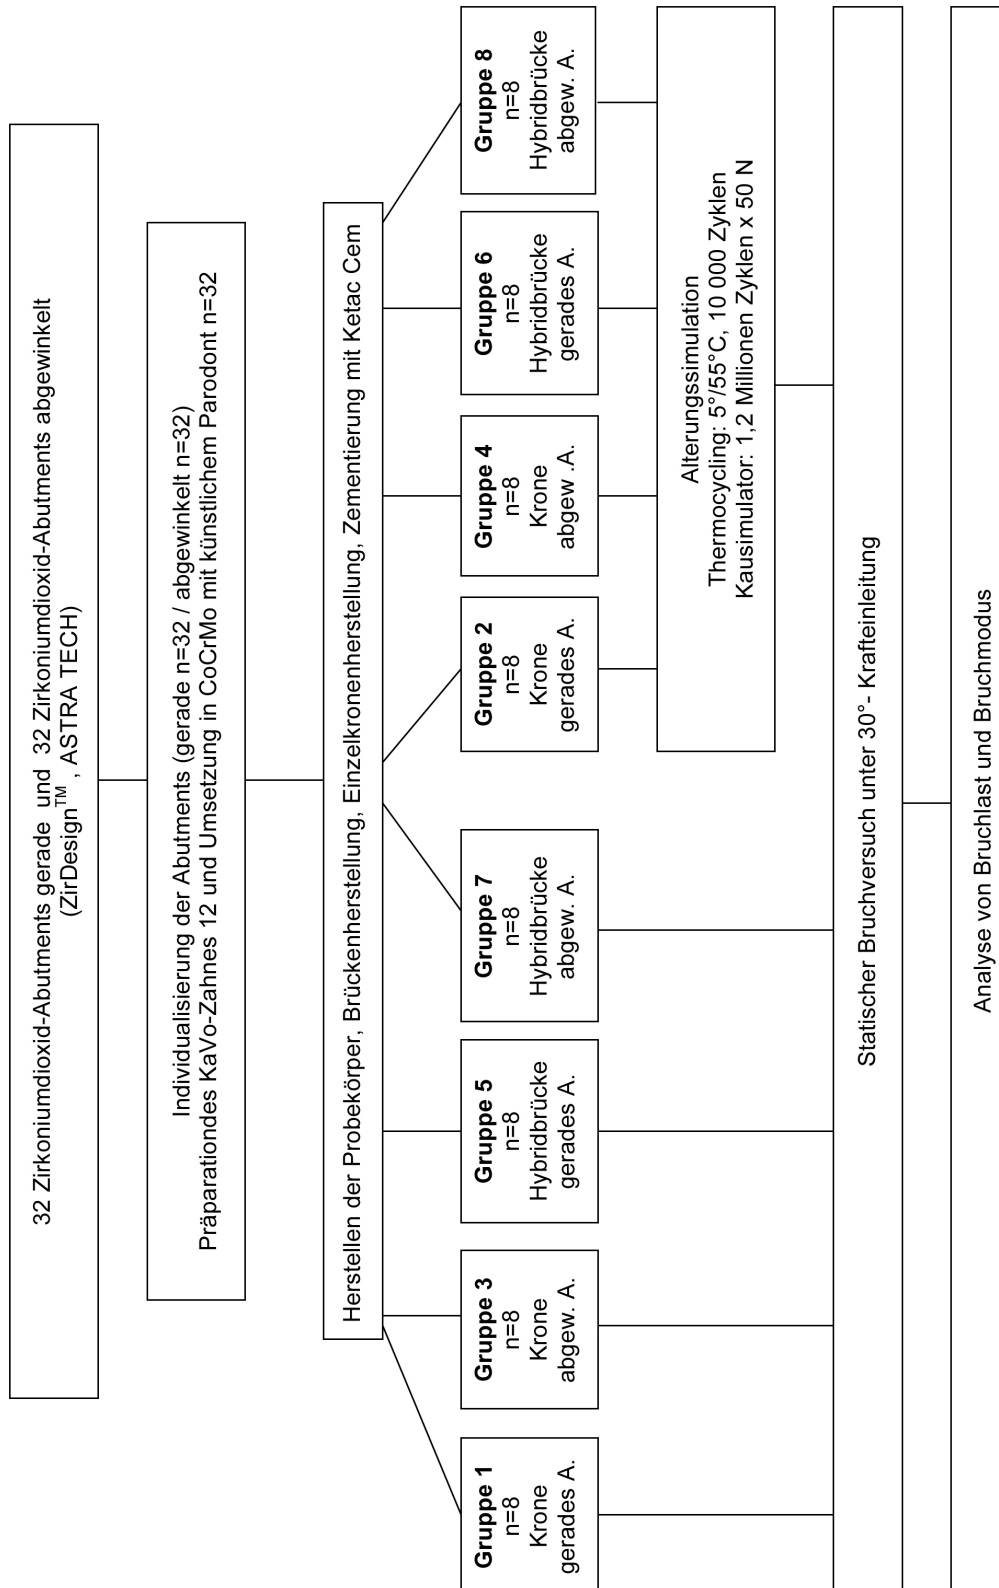 32 Zirkoniumdioxid-Abutments gerade und 32 Zirkoniumdioxid-Abutments abgewinkelt
(ZirDesign™ , ASTRA TECH)
Individualisierung der Abutments (gerade n=32 / abgewinkelt n=32)
Präparationdes KaVo-Zahnes 12 und Umsetzung in CoCrMo mit künstlichem Parodont n=32
Herstellen der Probekörper, Brückenherstellung, Einzelkronenherstellung, Zementierung mit Ketac Cem
Gruppe 1
n=8
Krone
gerades A.
Gruppe 3
n=8
Krone
abgew. A.
Gruppe 5
n=8
Hybridbrücke
gerades A.
Gruppe 7
n=8
Hybridbrücke
abgew. A.
Gruppe 2
n=8
Krone
gerades A.
Gruppe 4
n=8
Krone
abgew .A.
Gruppe 6
n=8
Hybridbrücke
gerades A.
Gruppe 8
n=8
Hybridbrücke
abgew. A.
Alterungssimulation
Thermocycling: 5°/55°C, 10 000 Zyklen
Kausimulator: 1,2 Millionen Zyklen x 50 N
Statischer Bruchversuch unter 30°- Krafteinleitung
Analyse von Bruchlast und Bruchmodus